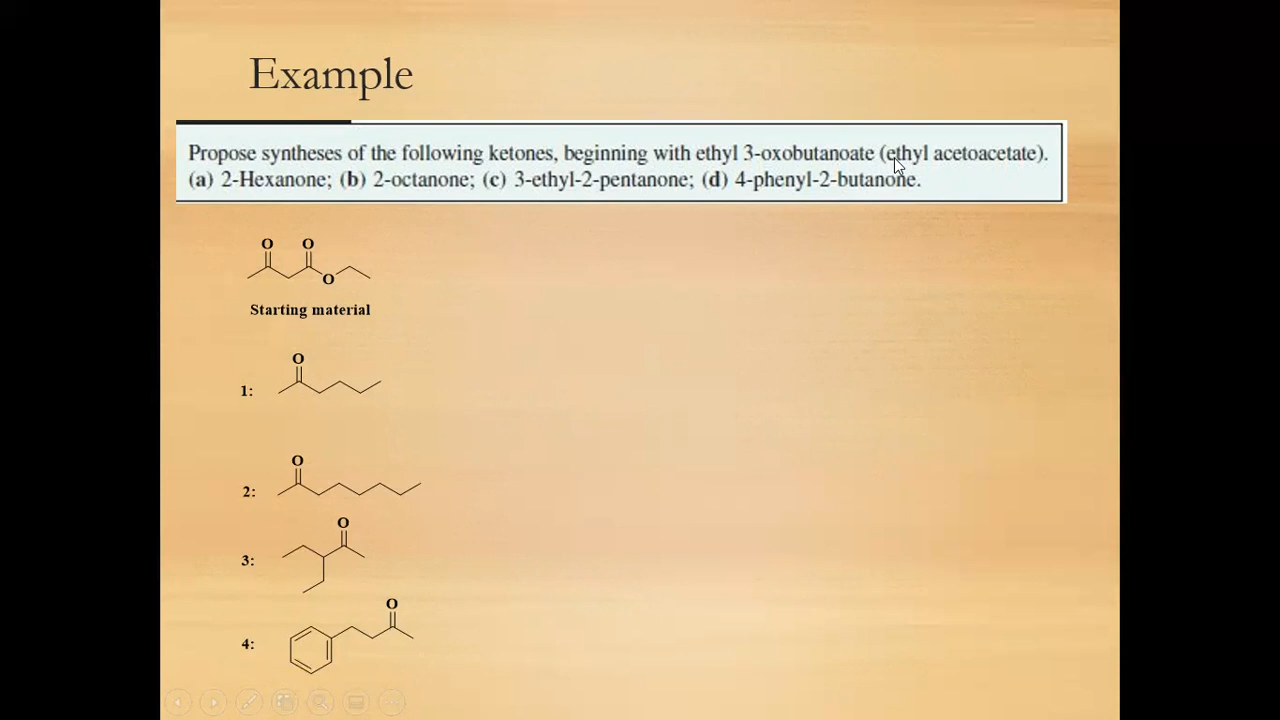 Example
Propose syntheses of the following ketones, beginning with ethyl 3-oxobutanoate (ethyl acetoacetate).
(a) 2-Hexanone; (b) 2-octanone; (c) 3-ethyl-2-pentanone; (d) 4-phenyl-2-butanone.
O O
O
Starting material
O
1:
O
2:
O
3:
O
4: